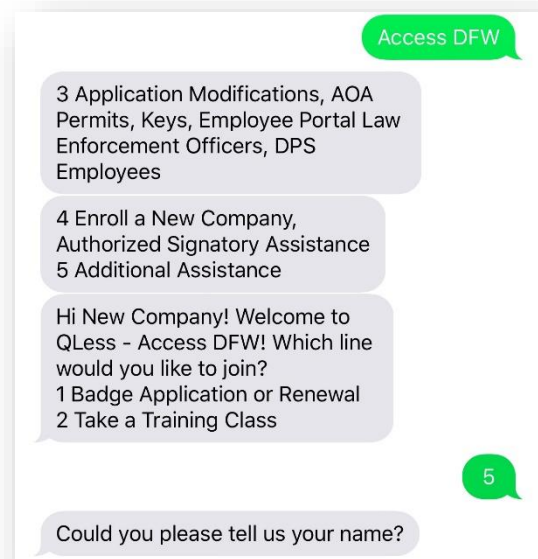 Access DFW
3 Application Modifications, AOA
Permits, Keys, Employee Portal Law
Enforcement Officers, DPS
Employees
4 Enroll a New Company,
Authorized Signatory Assistance
5 Additional Assistance
Hi New Company! Welcome to
QLess - Access DFW! Which line
would you like to join?
1 Badge Application or Renewal
2 Take a Training Class
5
Could you please tell us your name?